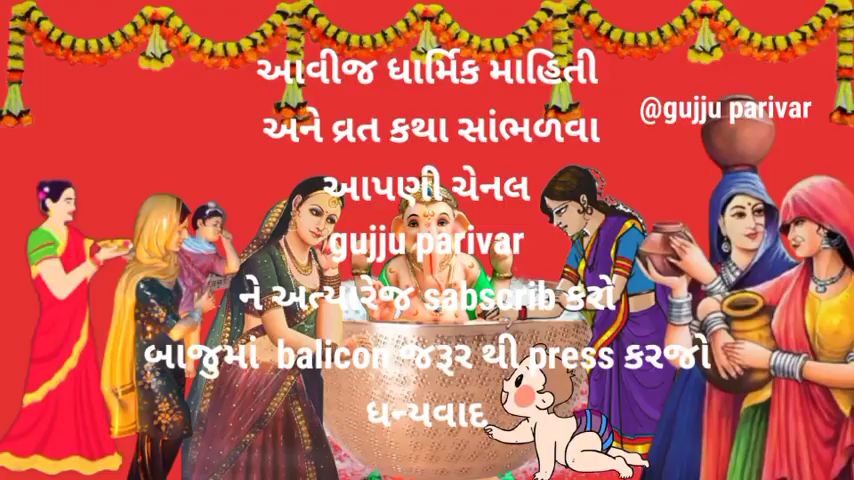 આવીજ ધાર્મિક માહિતી
@gujju parivar
અને વ્રત કથા સાંભળવા
આપણી ચેનલ
gujju parivar
ને અત્યારેજ sabscrib કરો
બાજુમાં balicon જરૂર થી press કરજો
ધન્યવાદ